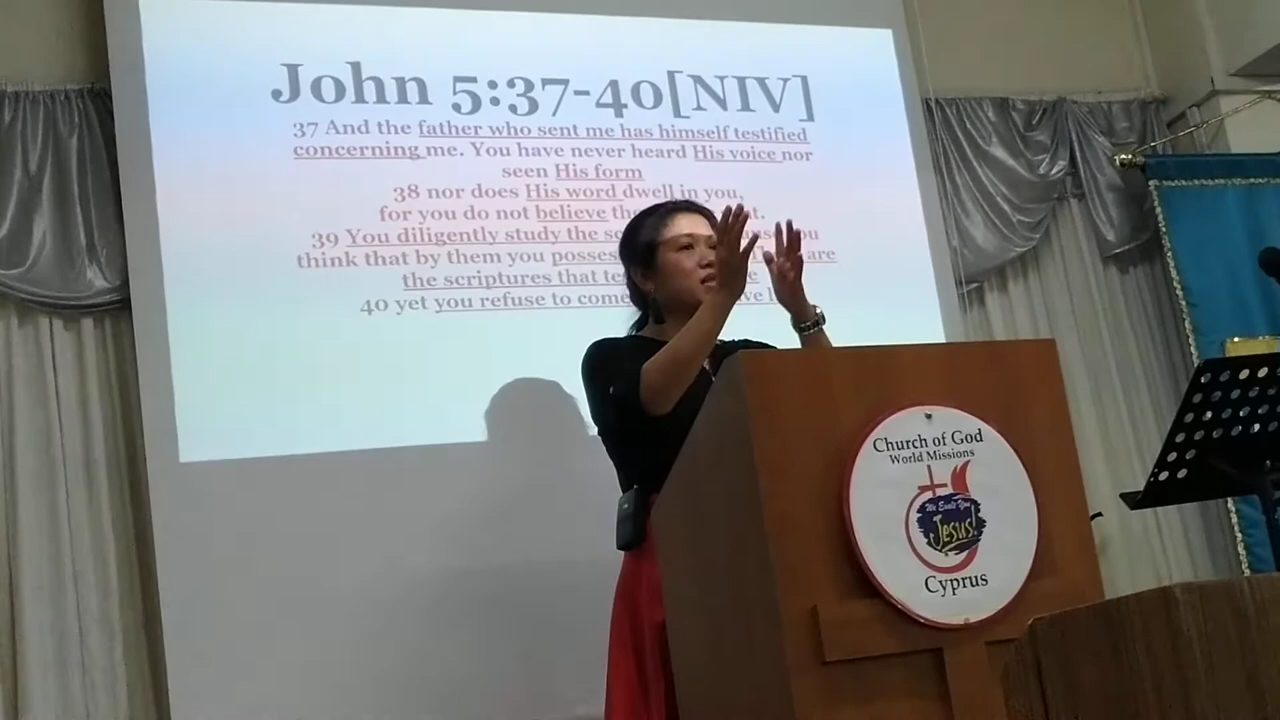 John 5:37-40[NIV]
37 And the father who sent me has himself testified
concerning me. You have never heard His voice nor
seen His form
38 nor does His word dwell in you,
for you do not believe
39 You diligently study the
think that by them you are
the scriptures that
40 yet you refuse to come
Church of God
World Missions
We Exalt You
Jesus!
Cyprus